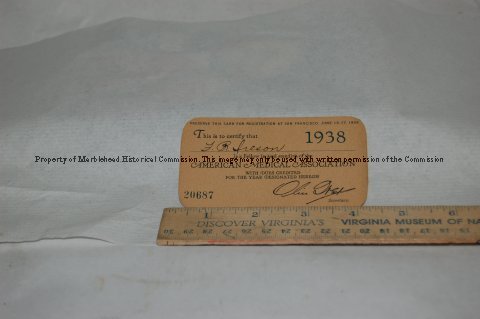 PRESERVE THIS CARD FOR REGISTRATION AT SAN FRANCISCO, JUNE 13-17, 1938
This is to certify that 1938
Property of Marblehead Historical Commission. This image may only be used with written permission of the Commission
AMERICAN MEDICAL ASSOCIATION
WITH DUES CREDITED
FOR THE YEAR DESIGNATED HEREON
20687
Secretary
1 2 3 4 5 6
DISCOVER VIRGINIA'S VIRGINIA MUSEUM OF NA